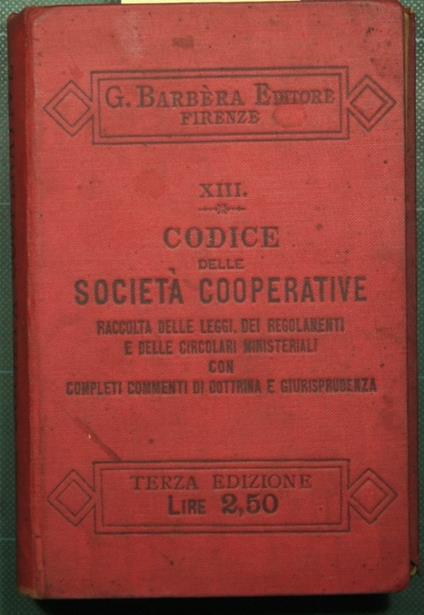 G. BARBÈRA EDITORE
FIRENZE
XIII.
CODICE
DELLE
SOCIETÀ COOPERATIVE
RACCOLTA DELLE LEGGI, DEI REGOLAMENTI
E DELLE CIRCOLARI MINISTERIALI
CON
COMPLETI COMMENTI DI DOTTRINA E GIURISPRUDENZA
TERZA EDIZIONE
LIRE 2,50